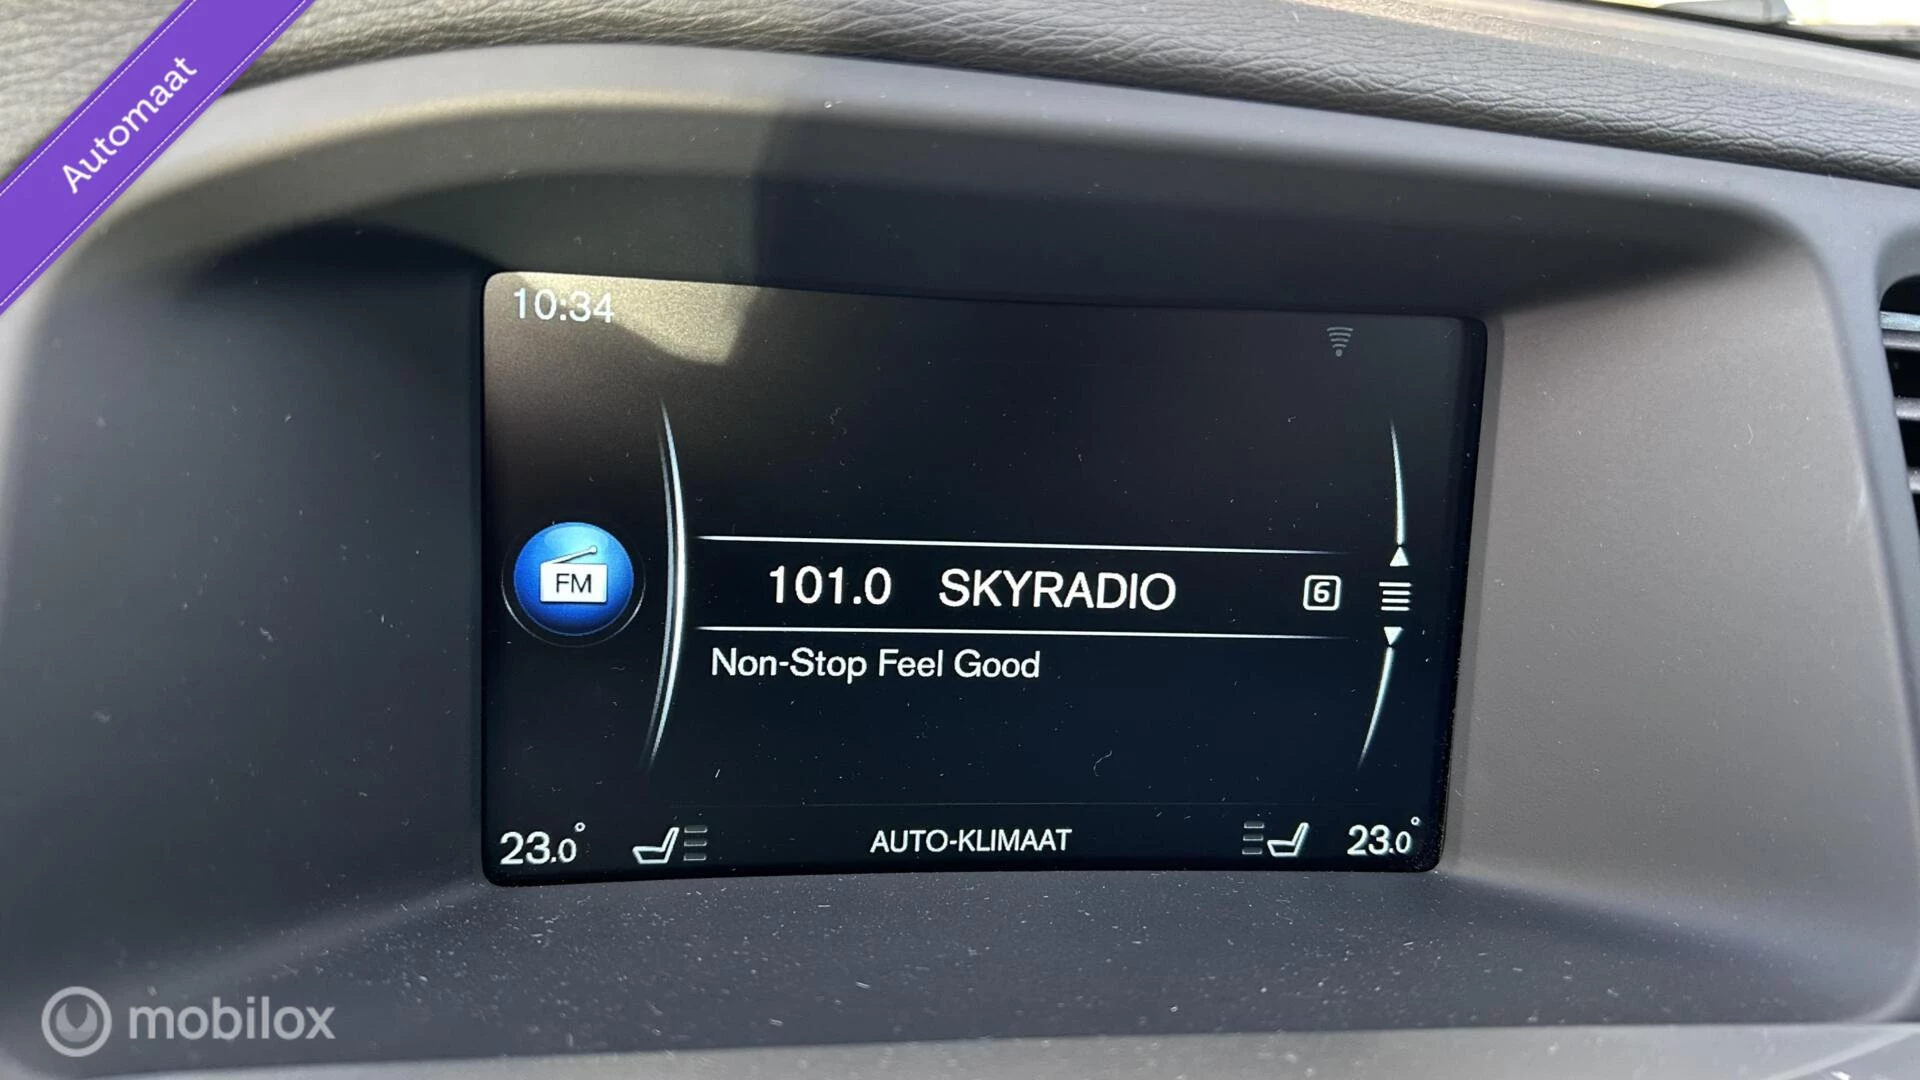 Automaat
10:34
FM
101.0 SKYRADIO 6
Non-Stop Feel Good
23.0° AUTO-KLIMAAT 23.0°
mobilox